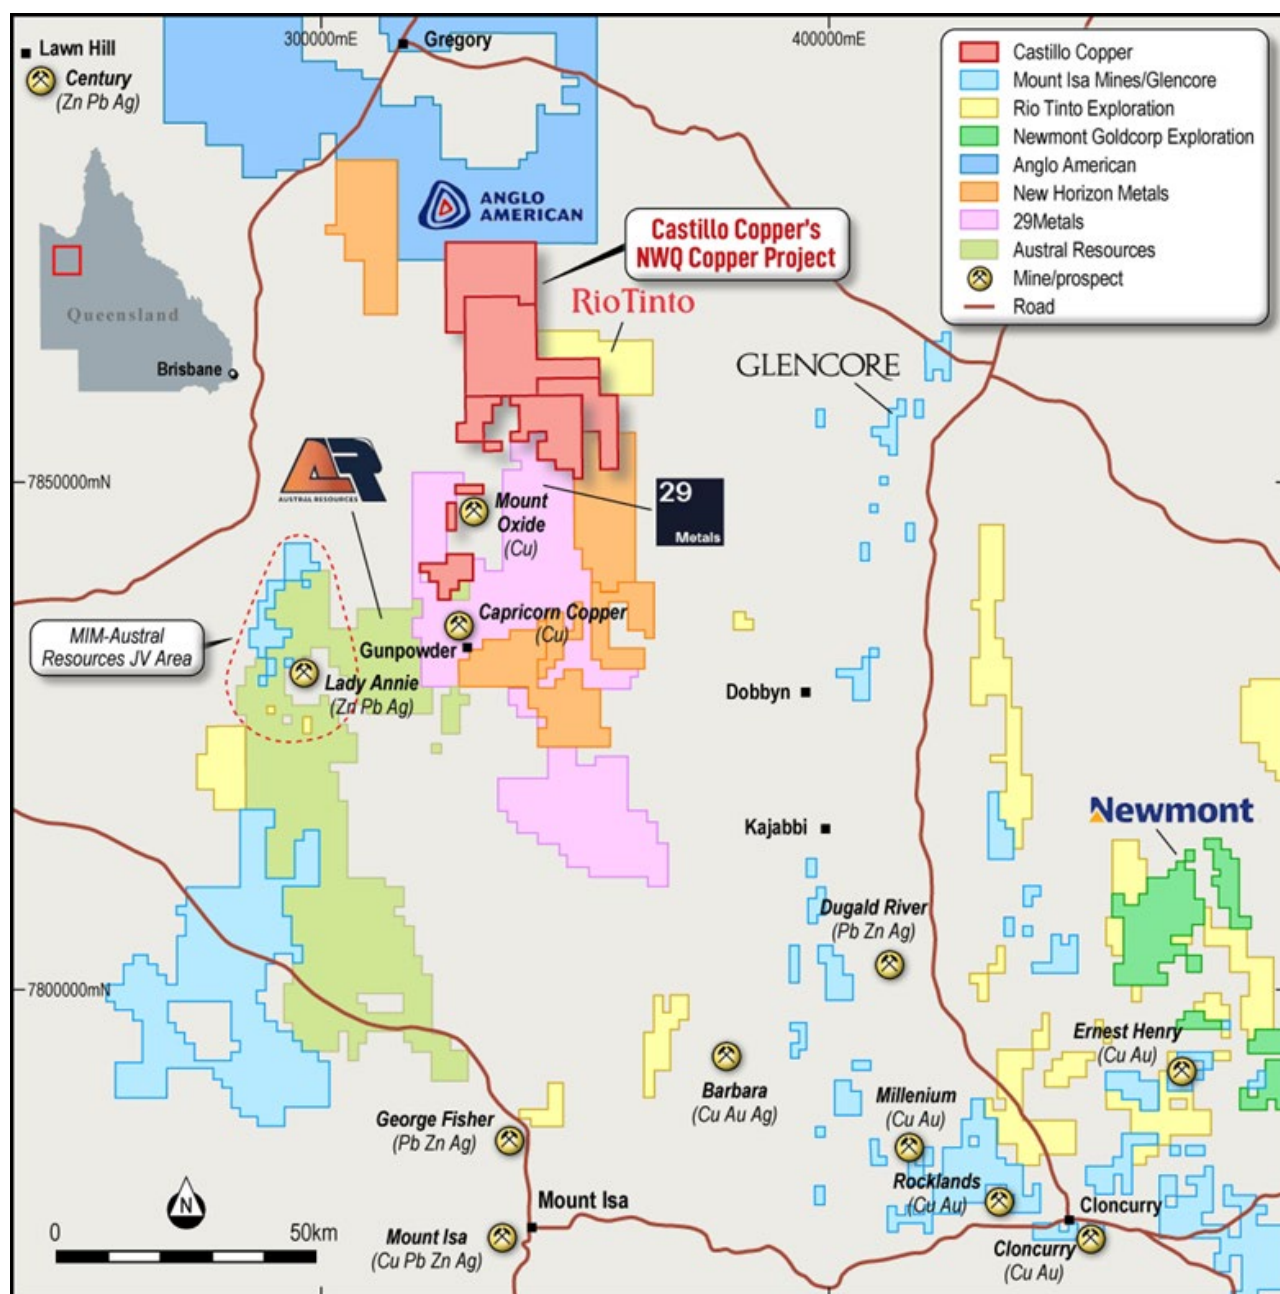 300000mE
400000mE
Lawn Hill
Century
(Zn Pb Ag)
Gregory
Castillo Copper
Mount Isa Mines/Glencore
Rio Tinto Exploration
Newmont Goldcorp Exploration
Anglo American
New Horizon Metals
29Metals
Austral Resources
Mine/prospect
Road
ANGLO
AMERICAN
Castillo Copper's
NWQ Copper Project
RioTinto
Queensland
Brisbane
GLENCORE
AR
AUSTRAL RESOURCES
7850000mN
29
Metals
Mount
Oxide
(Cu)
MIM-Austral
Resources JV Area
Capricorn Copper
(Cu)
Gunpowder
Lady Annie
(Zn Pb Ag)
Dobbyn
Kajabbi
Newmont
Dugald River
(Pb Zn Ag)
7800000mN
Ernest Henry
(Cu Au)
Barbara
(Cu Au Ag)
Millenium
(Cu Au)
George Fisher
(Pb Zn Ag)
Rocklands
(Cu Au)
N
0 50km
Mount Isa
Mount Isa
(Cu Pb Zn Ag)
Cloncurry
Cloncurry
(Cu Au)